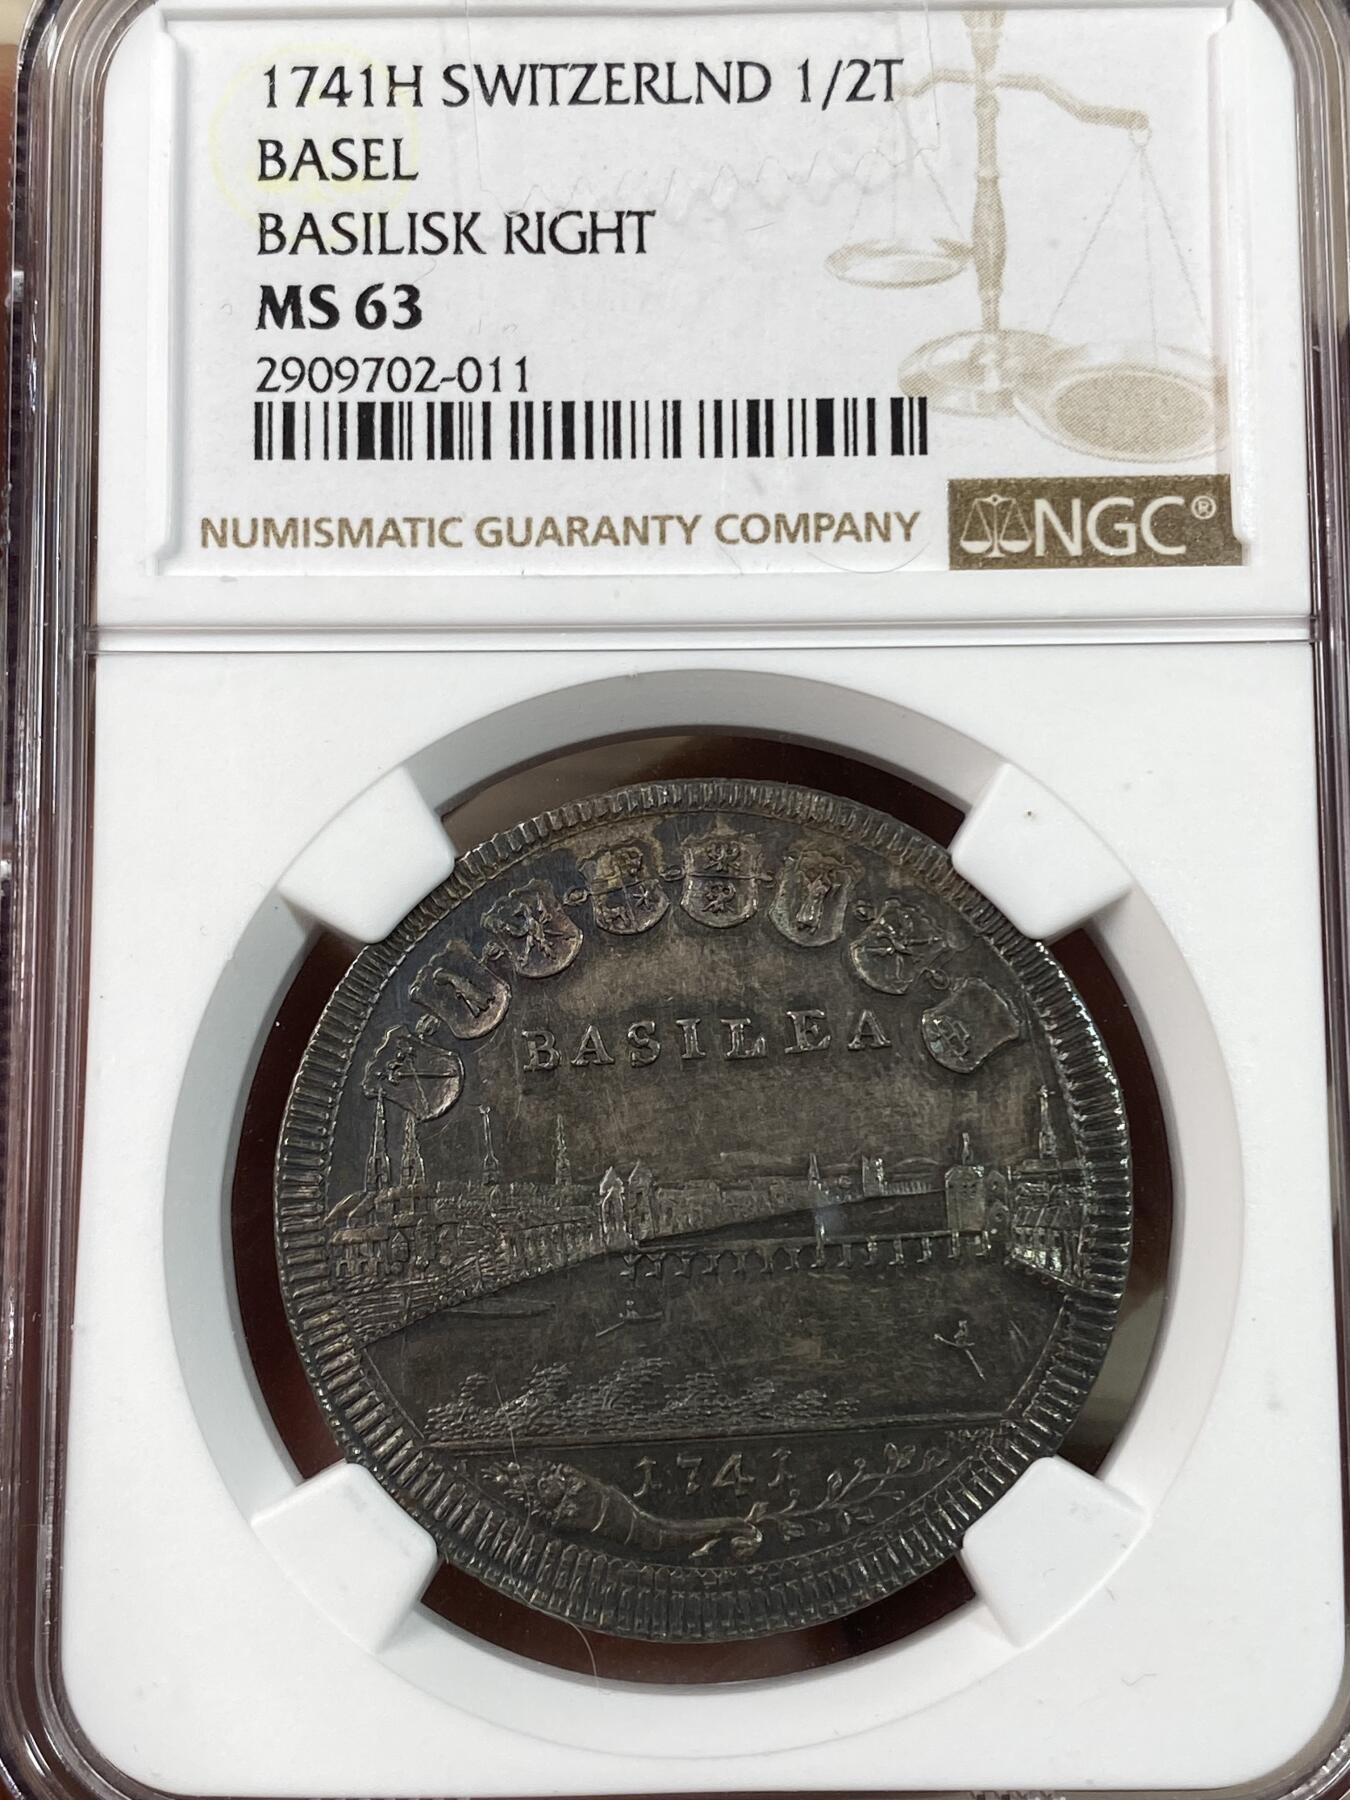 1741H SWITZERLND 1/2T
BASEL
BASILISK RIGHT
MS 63
2909702-011
NUMISMATIC GUARANTY COMPANY
NGC®
BASILEA
1741